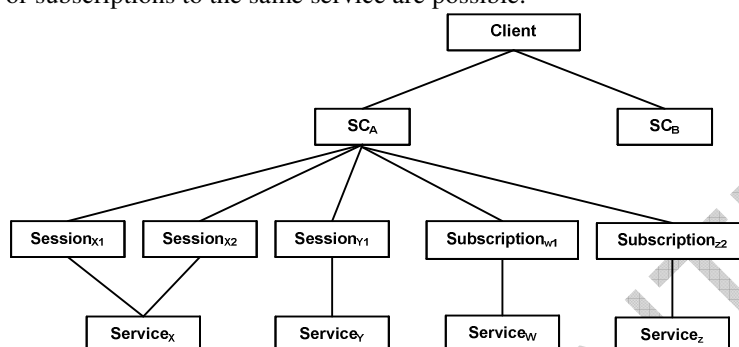 or subscriptions to the same service are possible.
Client
SCA SCB
SessionX1 SessionX2 SessionY1 Subscriptionw1 Subscriptionz2
ServiceX ServiceY ServiceW Servicez